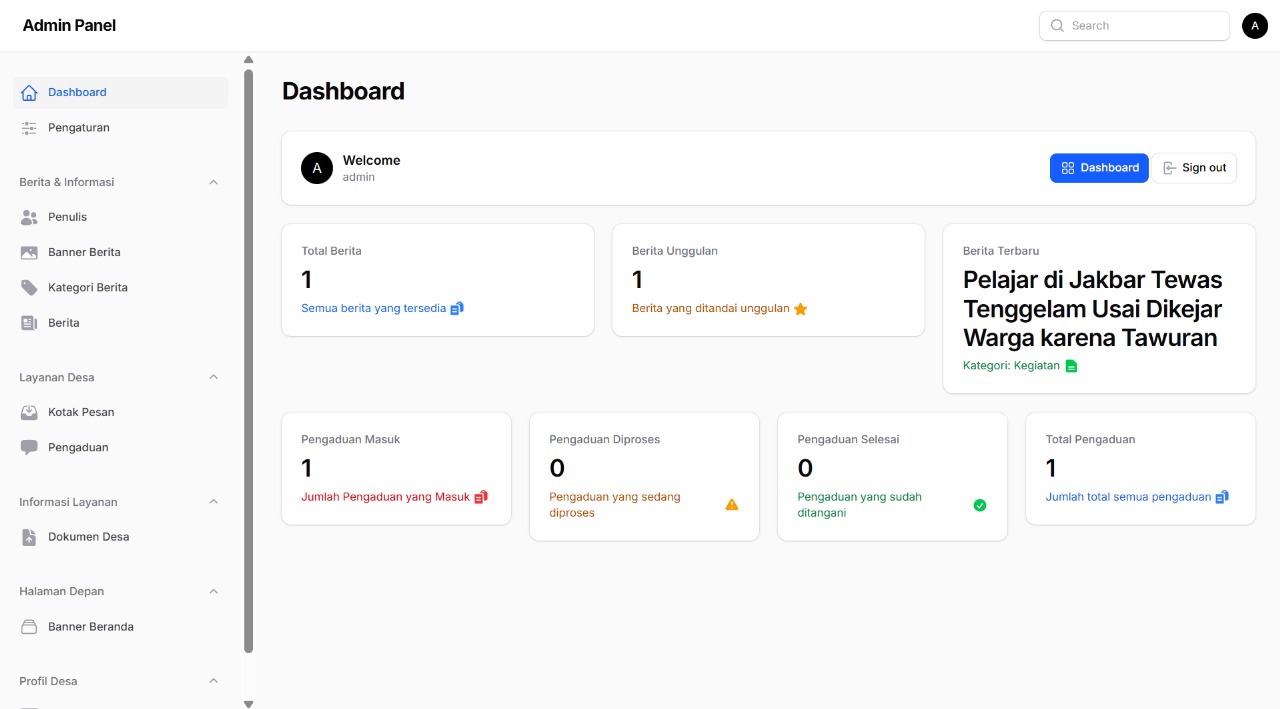 Admin Panel
Search
A
Dashboard
Pengaturan
Berita & Informasi
Penulis
Banner Berita
Kategori Berita
Berita
Layanan Desa
Kotak Pesan
Pengaduan
Informasi Layanan
Dokumen Desa
Halaman Depan
Banner Beranda
Profil Desa
Dashboard
A
Welcome
admin
Dashboard
Sign out
Total Berita
1
Semua berita yang tersedia
Berita Unggulan
1
Berita yang ditandai unggulan
Berita Terbaru
Pelajar di Jakbar Tewas
Tenggelam Usai Dikejar
Warga karena Tawuran
Kategori: Kegiatan
Pengaduan Masuk
1
Jumlah Pengaduan yang Masuk
Pengaduan Diproses
0
Pengaduan yang sedang
diproses
Pengaduan Selesai
0
Pengaduan yang sudah
ditangani
Total Pengaduan
1
Jumlah total semua pengaduan